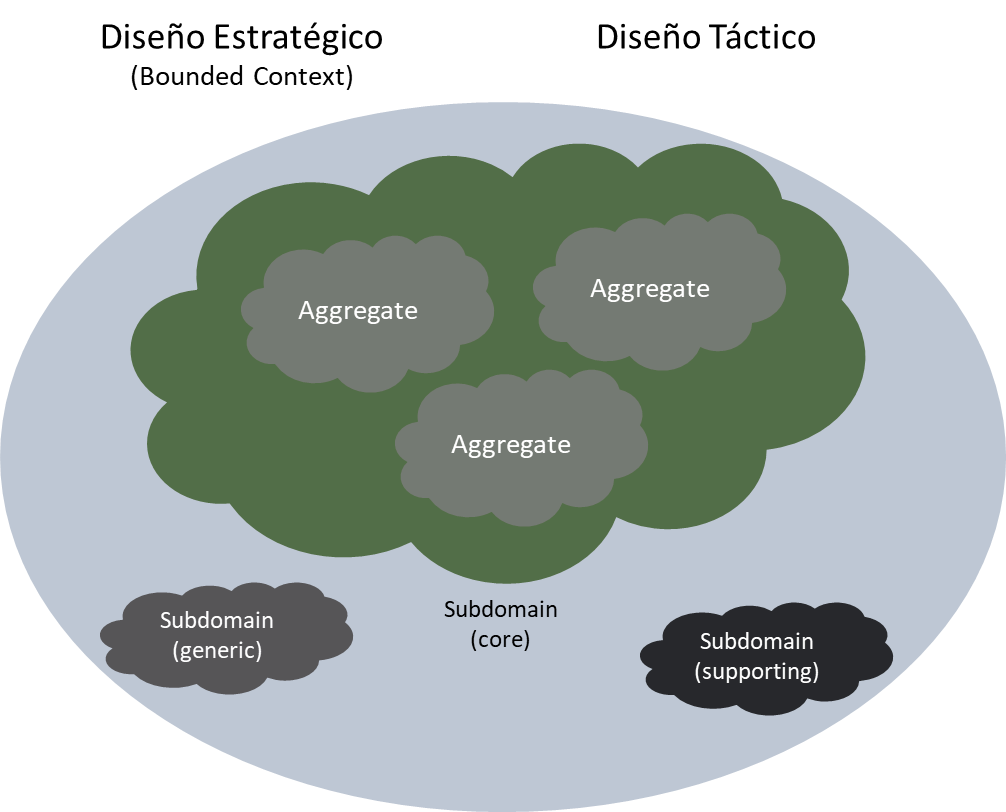 Diseño Estratégico
(Bounded Context)
Diseño Táctico
Aggregate
Aggregate
Aggregate
Subdomain
(generic)
Subdomain
(core)
Subdomain
(supporting)